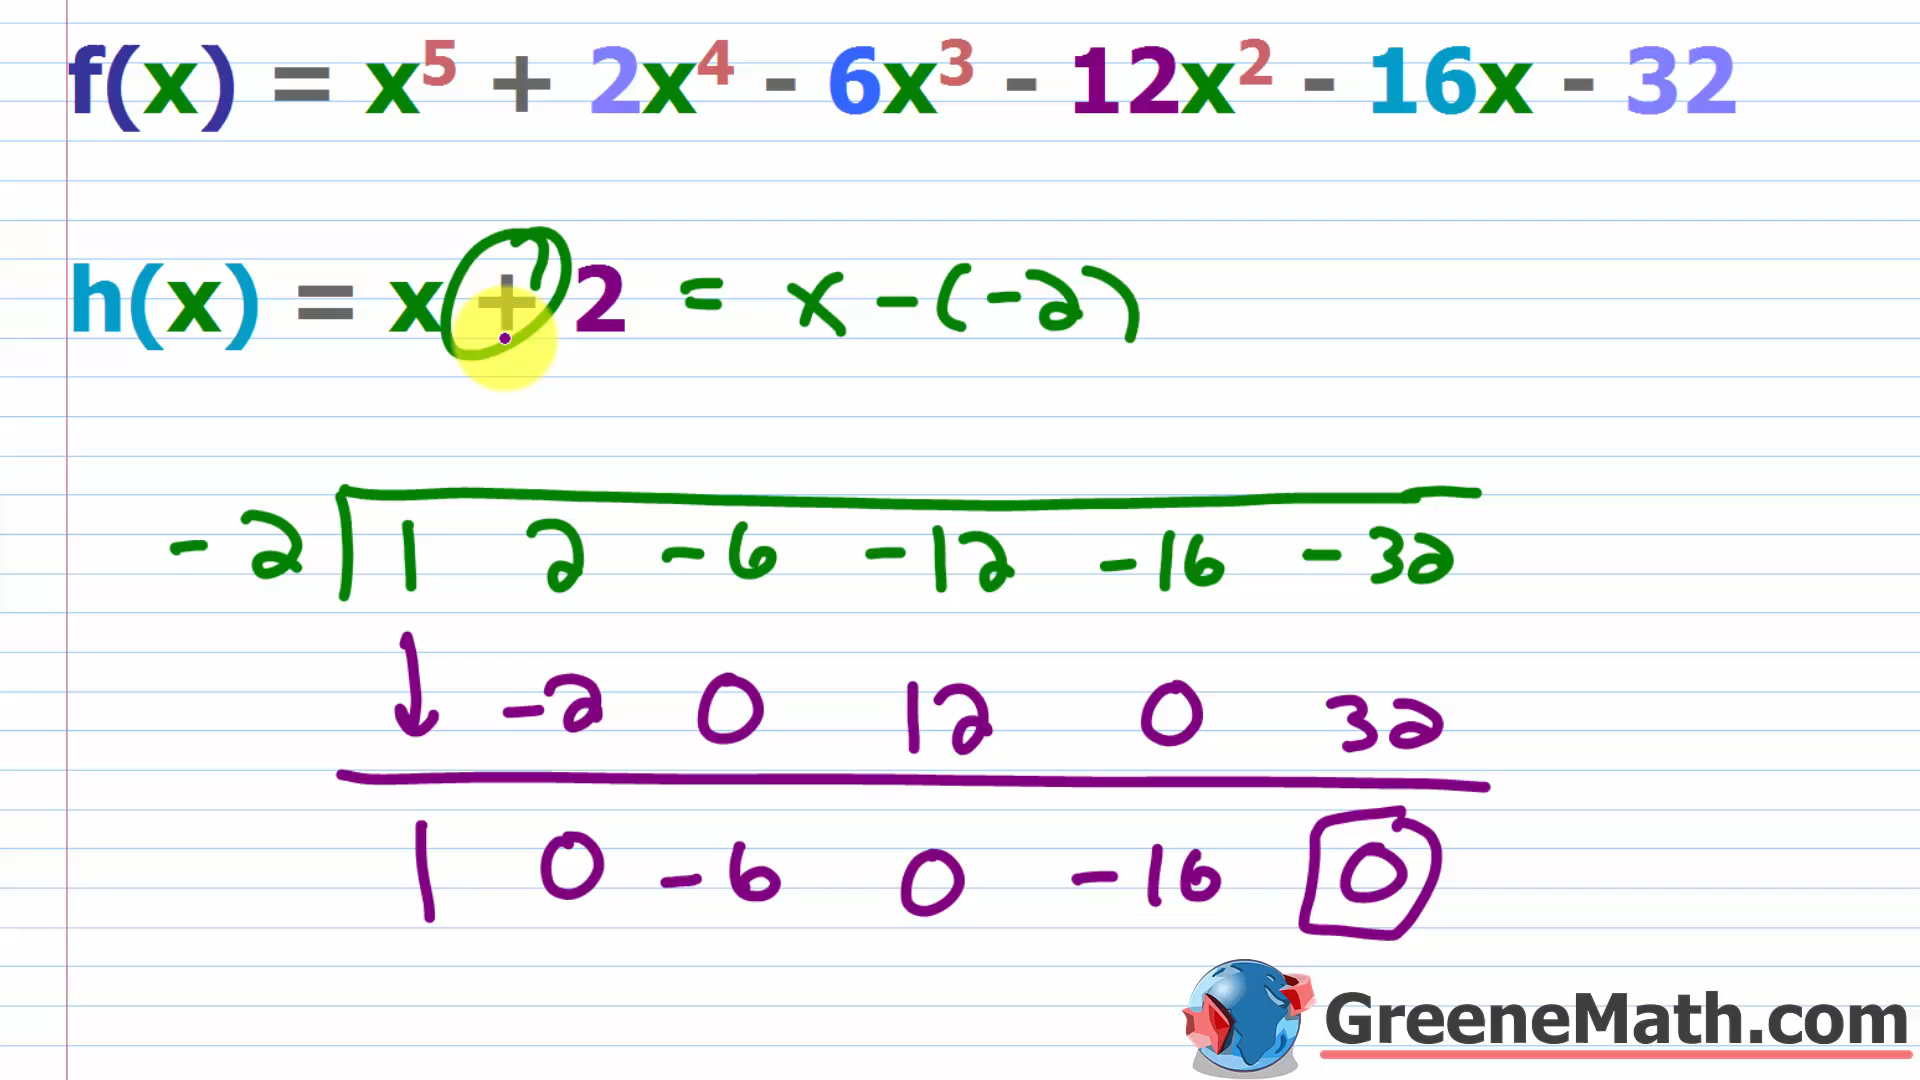 f(x) = x⁵ + 2x⁴ - 6x³ - 12x² - 16x - 32
h(x) = x + 2 = x - (-2)
-2 1 2 -6 -12 -16 -32
-2 0 12 0 32
1 0 -6 0 -16 0
GreeneMath.com